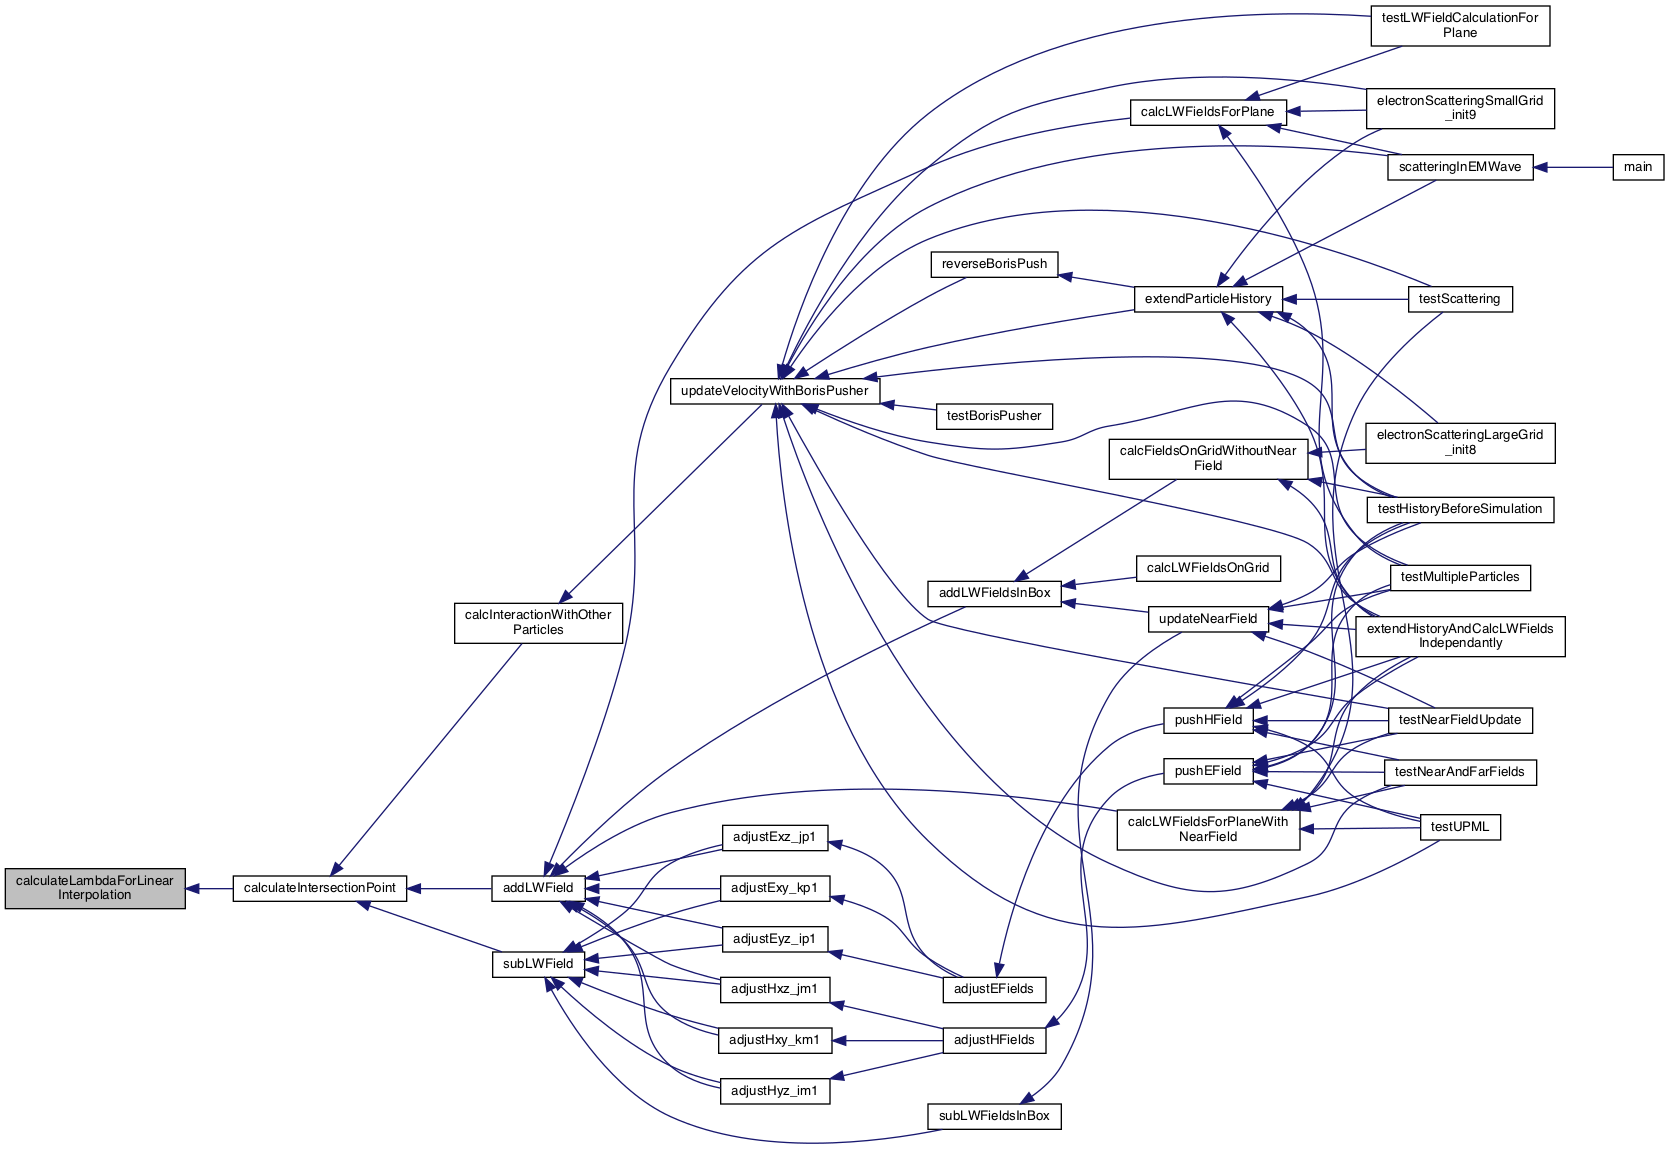 testLWFieldCalculationFor
Plane
electronScatteringSmallGrid
_init9
calcLWFieldsForPlane
scatteringInEMWave
main
reverseBorisPush
extendParticleHistory
testScattering
updateVelocityWithBorisPusher
testBorisPusher
calcFieldsOnGridWithoutNear
Field
electronScatteringLargeGrid
_init8
testHistoryBeforeSimulation
calcLWFieldsOnGrid
addLWFieldsInBox
testMultipleParticles
calcInteractionWithOther
Particles
updateNearField
extendHistoryAndCalcLWFields
Independantly
pushHField
testNearFieldUpdate
pushEField
testNearAndFarFields
calcLWFieldsForPlaneWith
NearField
testUPML
adjustExz_jp1
calculateLambdaForLinear
Interpolation
calculateIntersectionPoint
addLWField
adjustExy_kp1
adjustEyz_ip1
subLWField
adjustHxz_jm1
adjustEFields
adjustHxy_km1
adjustHFields
adjustHyz_im1
subLWFieldsInBox